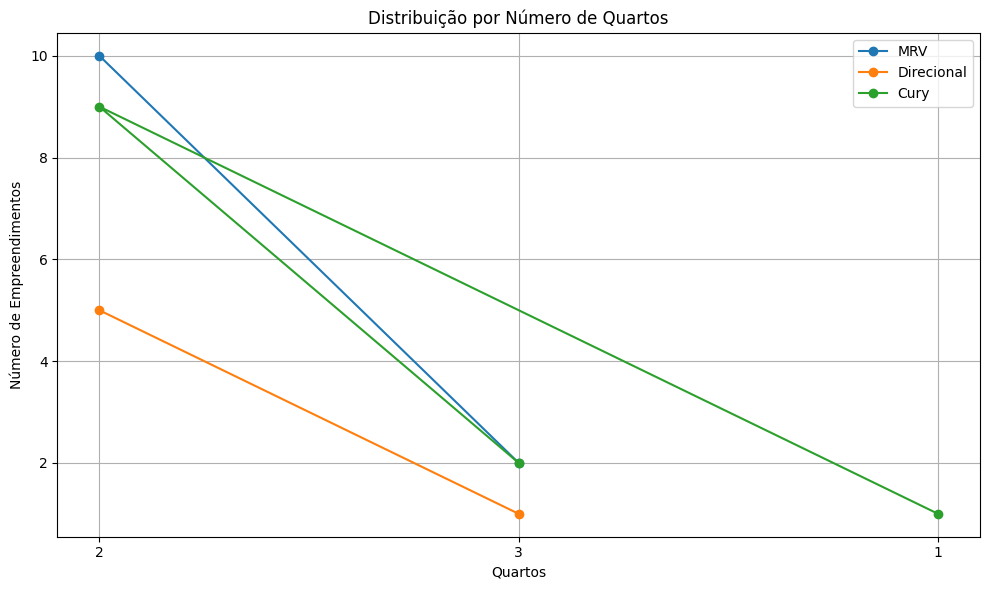 Distribuição por Número de Quartos
MRV
Direcional
Cury
Número de Empreendimentos
10
8
6
4
2
2
3
1
Quartos